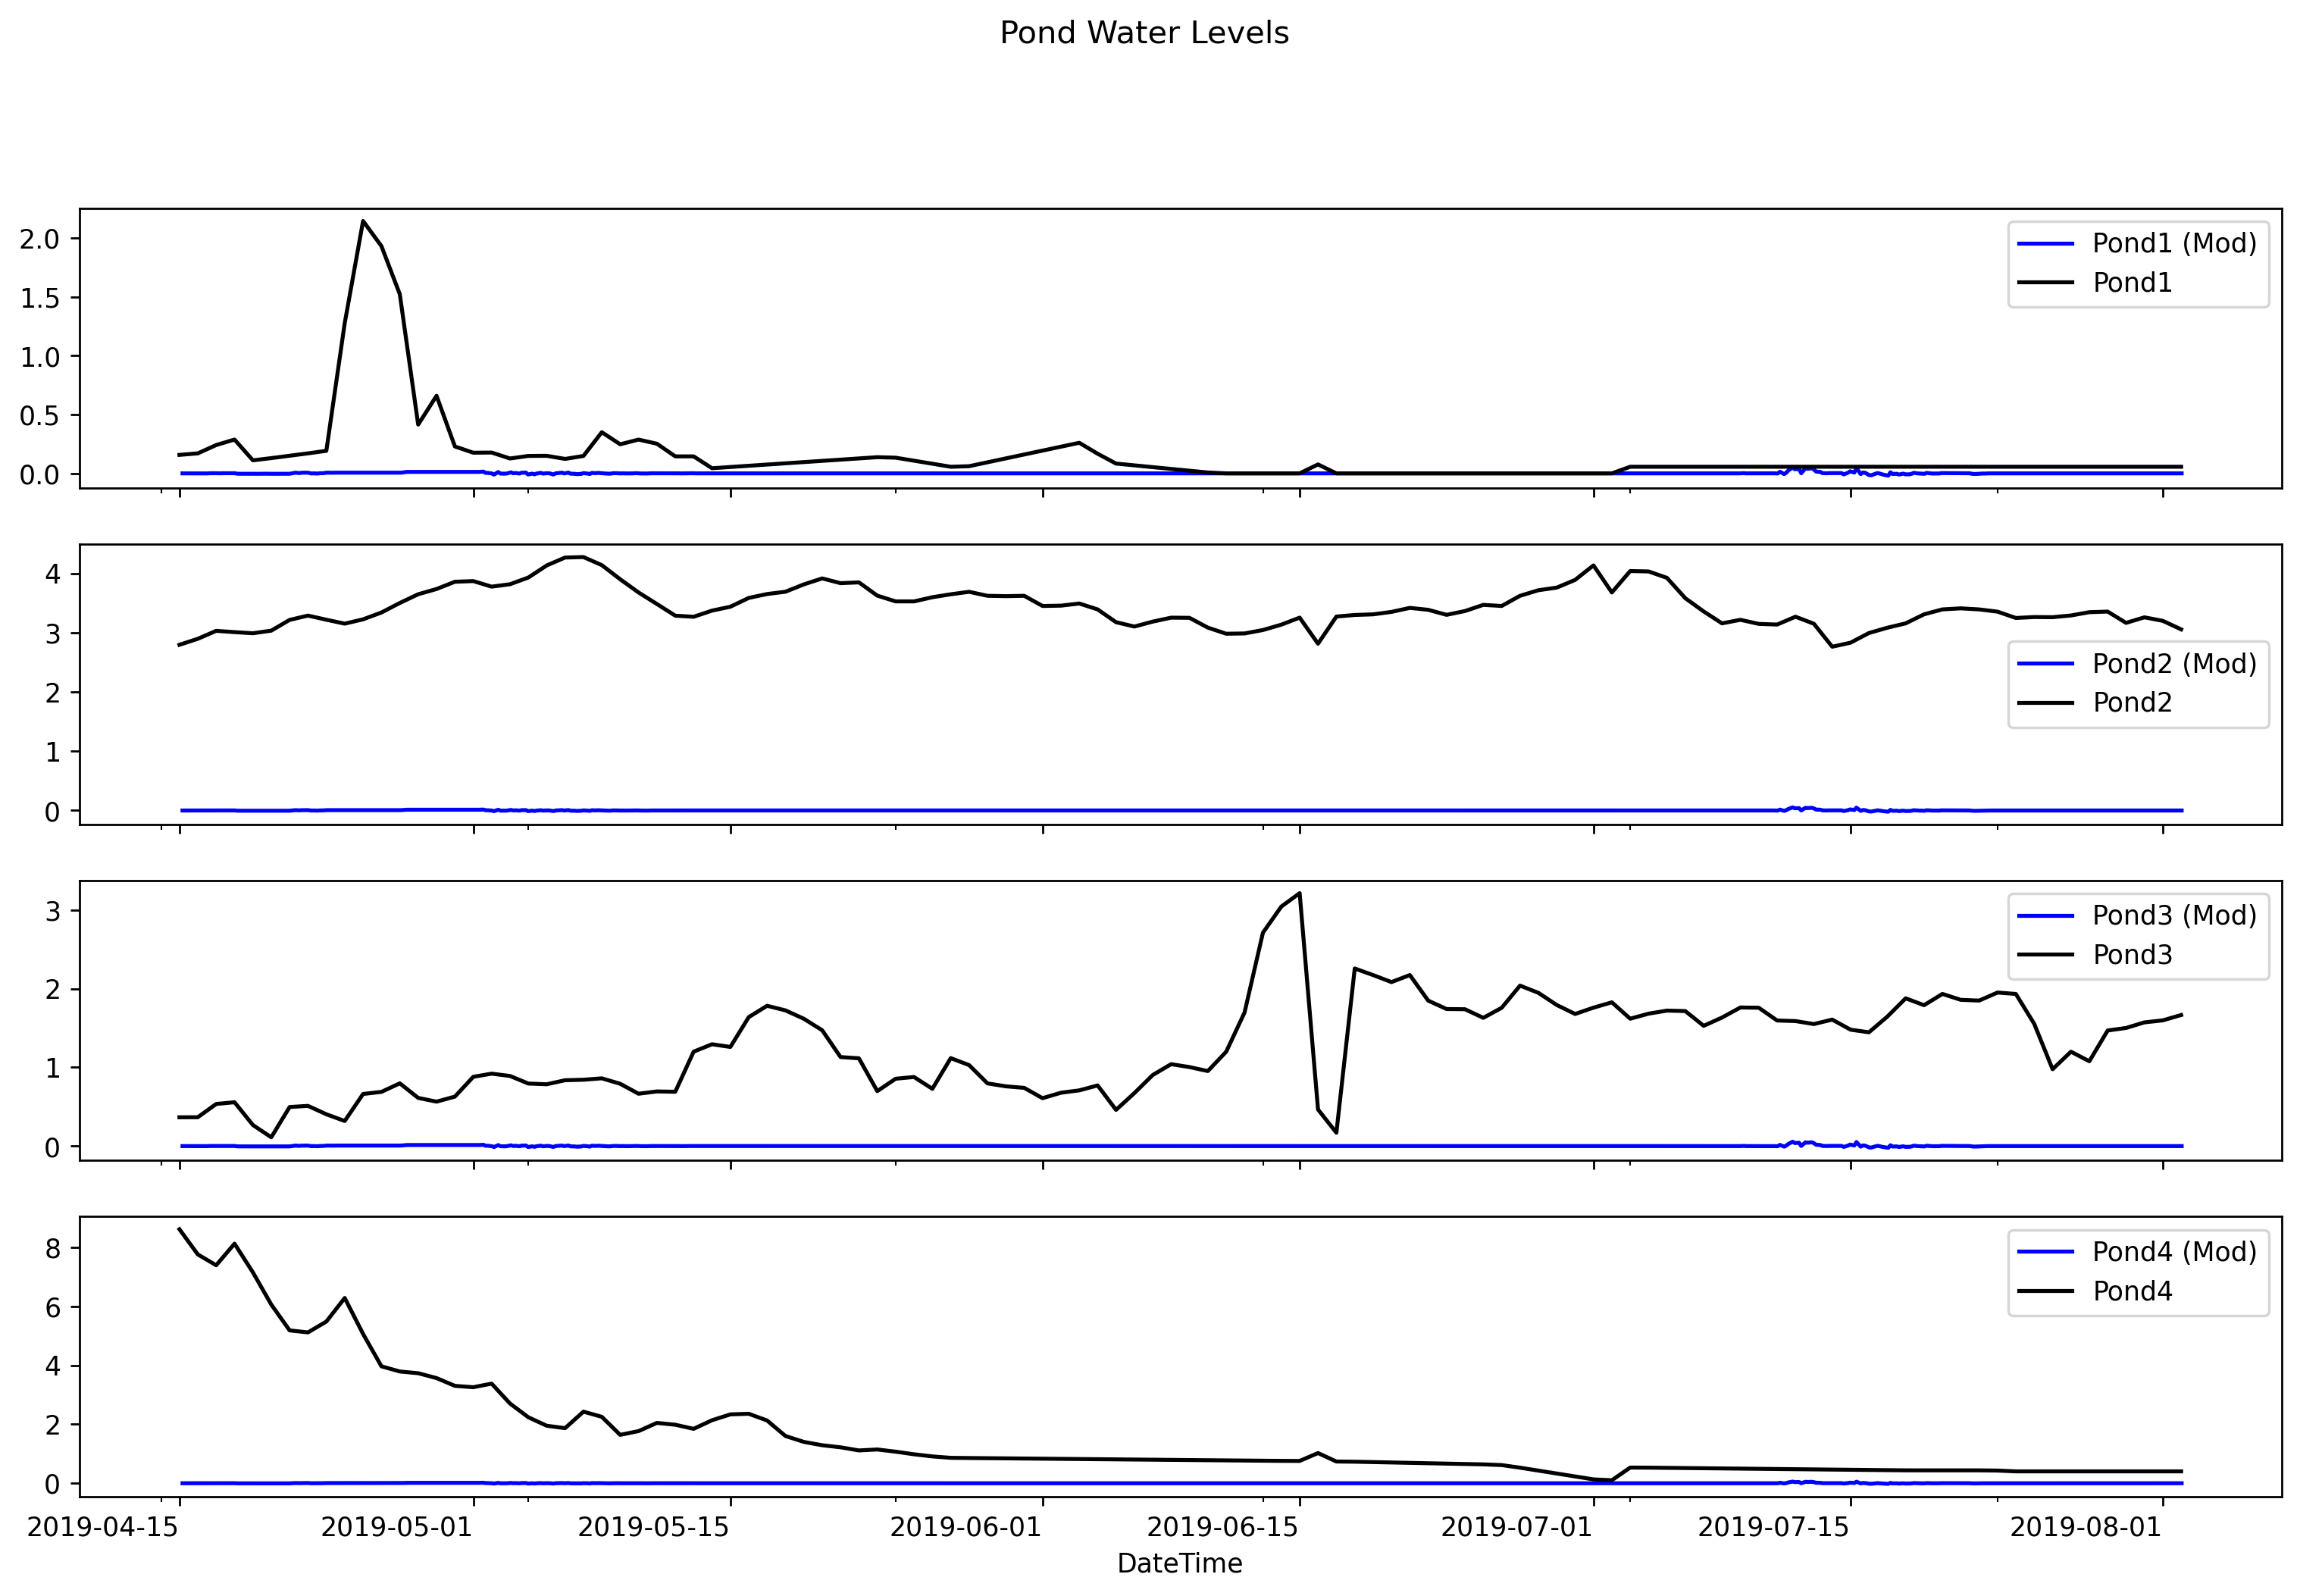 Pond Water Levels
2.0
1.5
1.0
0.5
0.0
Pond1 (Mod)
Pond1
4
3
2
1
0
Pond2 (Mod)
Pond2
3
2
1
0
Pond3 (Mod)
Pond3
8
6
4
2
0
Pond4 (Mod)
Pond4
2019-04-15 2019-05-01 2019-05-15 2019-06-01 2019-06-15 2019-07-01 2019-07-15 2019-08-01
DateTime